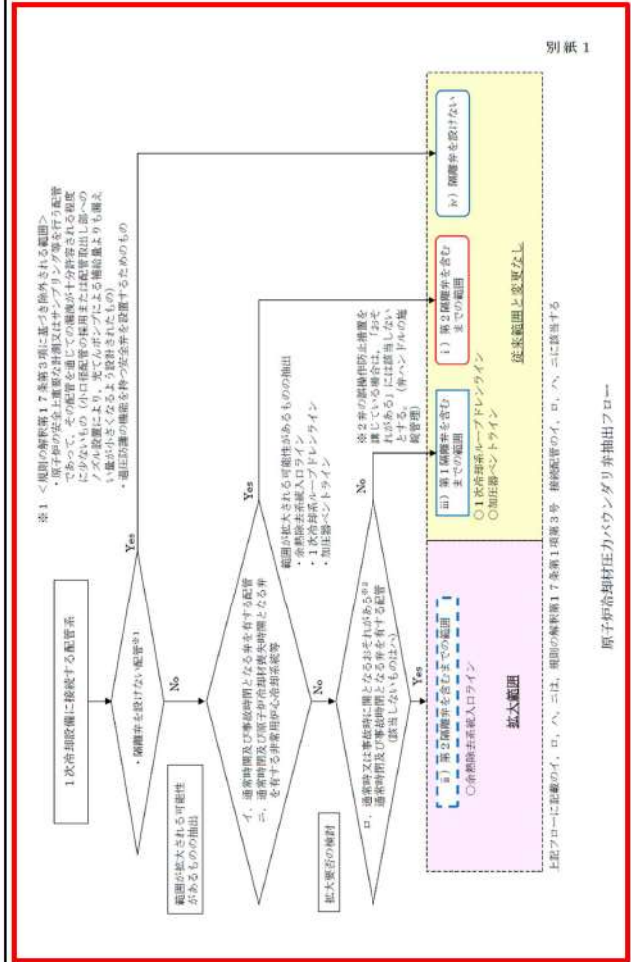 別紙１
※１ ＜規則の解釈第１７条第３項に基づき除外される範囲＞
原子炉の安全上重要な計測又はサンプリング等を行う配管
であって、その配管を通じての漏洩が十分許容される程度
に少ないもの（小口径配管の採用または配管取出し部への
ノズル設置により、充てんポンプによる補給量よりも漏え
い量が小さくなるよう設計されたもの）
・過圧防護の機能を持つ安全弁を設置するためのもの
１次冷却設備に接続する配管系
・隔離弁を設けない配管※１
Yes
No
範囲が拡大される可能性
があるものの抽出
イ．通常時開及び事故時閉となる弁を有する配管
ニ．通常時閉及び原子炉冷却材喪失時開となる弁
を有する非常用炉心冷却系統等
Yes
No
範囲が拡大される可能性があるものの抽出
・余熱除去系統入口ライン
・１次冷却系ループドレンライン
・加圧器ベントライン
拡大要否の検討
ロ．通常時又は事故時に開となるおそれがある※２
通常時閉及び事故時閉となる弁を有する配管
（該当しないものはハ）
Yes
No
※２弁の誤操作防止措置を
講じている場合は、「おそ
れがある」には該当しない
とする。（弁ハンドルの施
錠管理）
ii）第２隔離弁を含むまでの範囲
○余熱除去系統入口ライン
拡大範囲
iii）第１隔離弁を含む
までの範囲
○１次冷却系ループドレンライン
○加圧器ベントライン
i）第２隔離弁を含む
までの範囲
iv）隔離弁を設けない
従来範囲と変更なし
上記フローに記載のイ、ロ、ハ、ニは、規則の解釈第１７条第１項第３号 接続配管のイ、ロ、ハ、ニに該当する
原子炉冷却材圧力バウンダリ弁抽出フロー